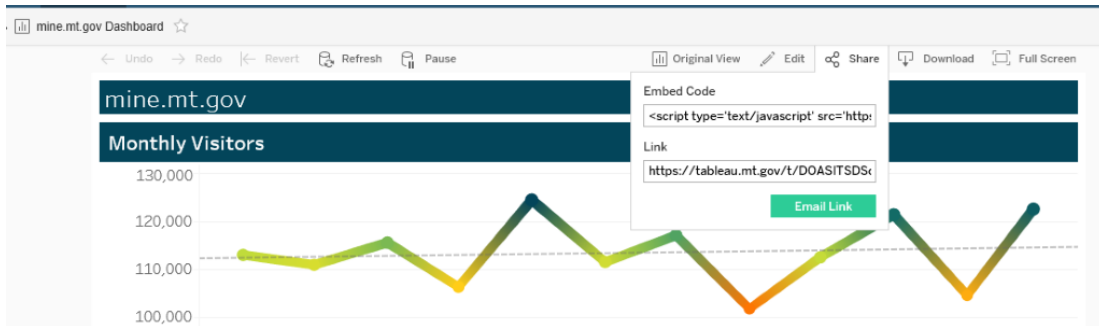 mine.mt.gov Dashboard
Undo Redo Revert Refresh Pause Original View Edit Share Download Full Screen
Embed Code
<script type='text/javascript' src='https
Link
https://tableau.mt.gov/t/DOASITSDS
Email Link
mine.mt.gov
Monthly Visitors
130,000
120,000
110,000
100,000